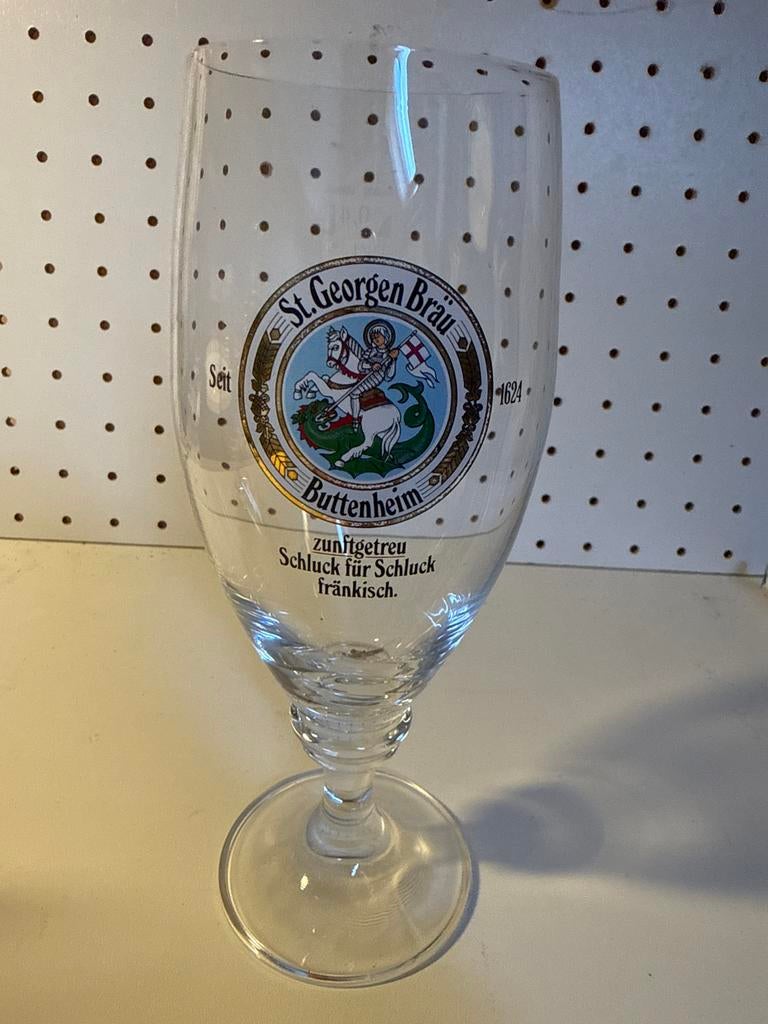 St. Georgen Bräu
Seit 1624
Buttenheim
zunftgetreu
Schluck für Schluck
fränkisch.